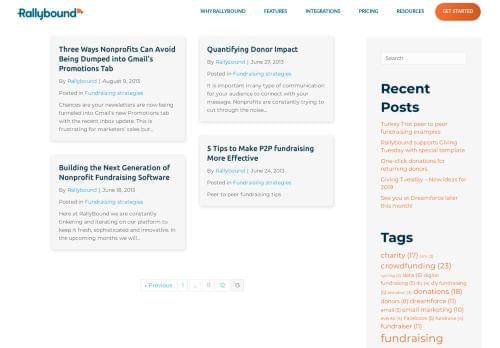 Rallybound
WHY RALLYBOUND
FEATURES
INTEGRATIONS
PRICING
RESOURCES
GET STARTED
Three Ways Nonprofits Can Avoid
Being Dumped into Gmail's
Promotions Tab
By Rallybound | August 9, 2013
Posted in Fundraising strategies
Chances are your newsletters are now being
funneled into Gmail's new Promotions tab
with the recent inbox update. This is
frustrating for marketers' sales but...
Building the Next Generation of
Nonprofit Fundraising Software
By Rallybound | June 18, 2013
Posted in Fundraising strategies
Here at RallyBound we are constantly
tinkering and iterating on our platform to
keep it fresh, sophisticated and innovative. In
the upcoming months we will...
Quantifying Donor Impact
By Rallybound | June 27, 2013
Posted in Fundraising strategies
It is important in any type of communication
for your audience to connect with your
message. Nonprofits are constantly trying to
cut through the noise...
5 Tips to Make P2P fundraising
More Effective
By Rallybound | June 24, 2013
Posted in Fundraising strategies
Peer to peer fundraising tips
« Previous 1 ... 11 12 13
Search
Recent
Posts
Turkey Trot peer to peer
fundraising examples
Rallybound supports Giving
Tuesday with special template
One-click donations for
returning donors
Giving Tuesday – New ideas for
2019
See you at Dreamforce later
this month!
Tags
charity (17)
crowdfunding (23)
cycling data (5) digital
fundraising (5) diy (4) diy fundraising
(5) donation donations (18)
donors (8) dreamforce (11)
email (5) email marketing (10)
events (4) Facebook (5) fundraise (4)
fundraiser (11)
fundraising